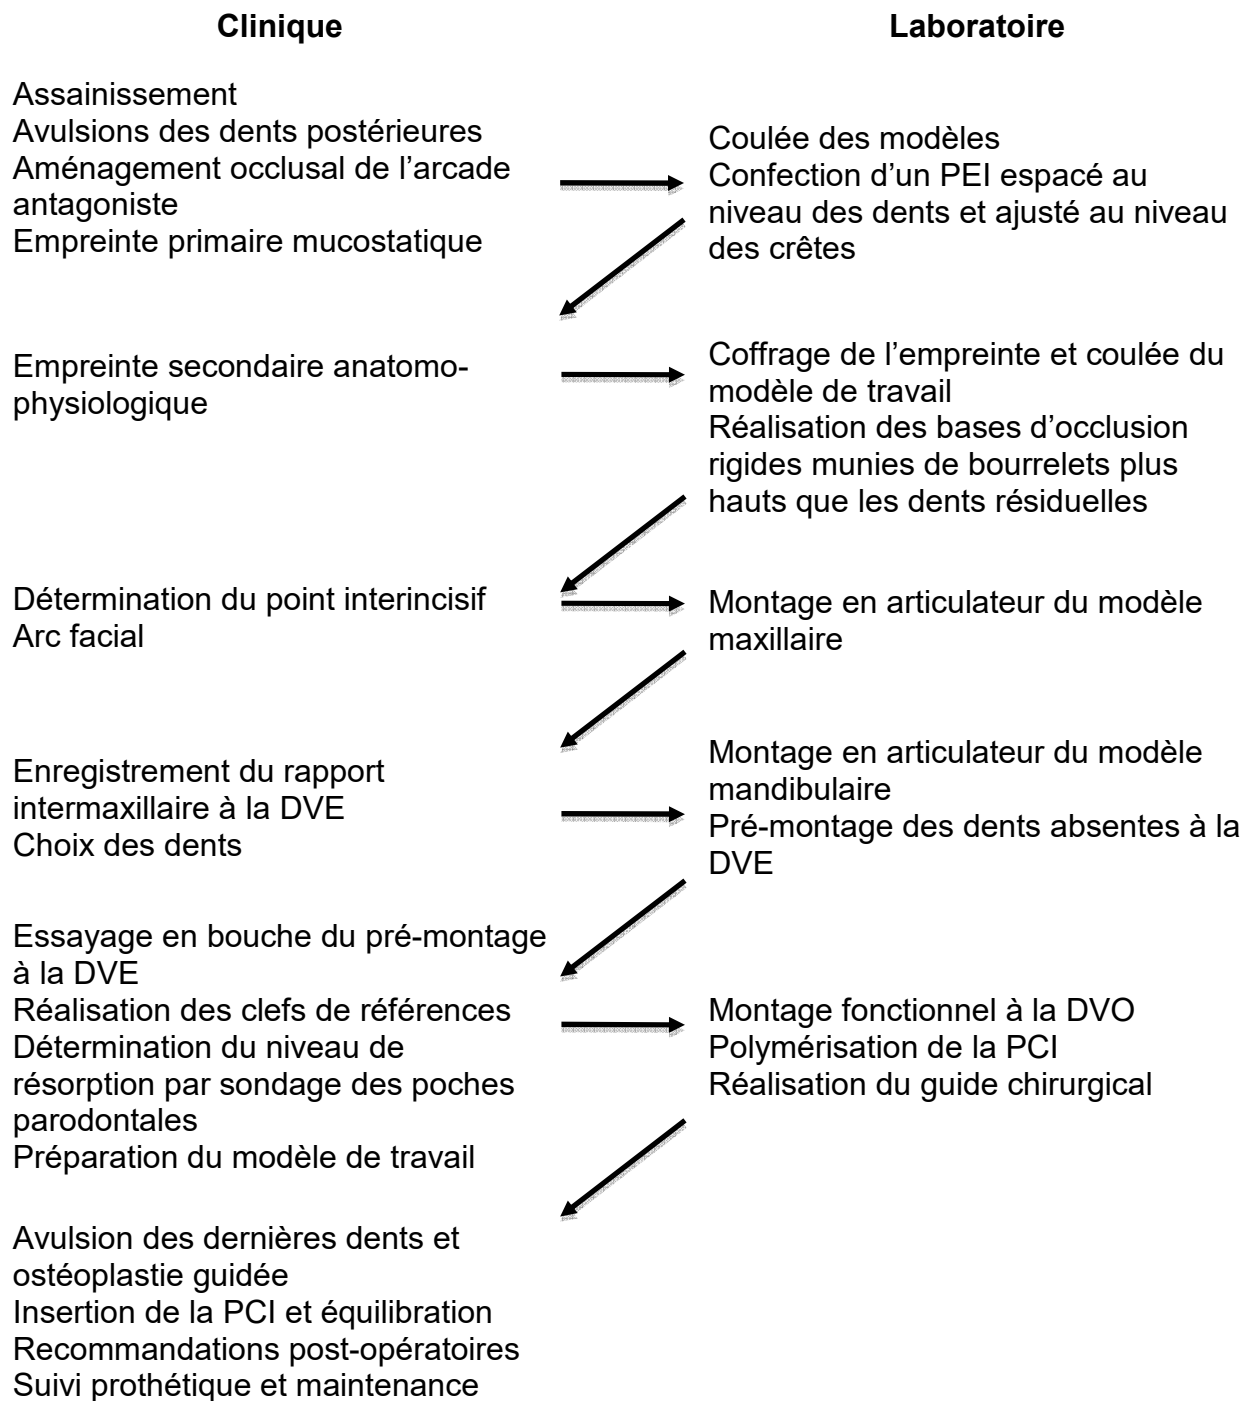 Clinique
Laboratoire
Assainissement
Avulsions des dents postérieures
Aménagement occlusal de l'arcade
antagoniste
Empreinte primaire mucostatique
Coulée des modèles
Confection d'un PEI espacé au
niveau des dents et ajusté au niveau
des crêtes
Empreinte secondaire anatomo-
physiologique
Coffrage de l'empreinte et coulée du
modèle de travail
Réalisation des bases d'occlusion
rigides munies de bourrelets plus
hauts que les dents résiduelles
Détermination du point interincisif
Arc facial
Montage en articulateur du modèle
maxillaire
Enregistrement du rapport
intermaxillaire à la DVE
Choix des dents
Montage en articulateur du modèle
mandibulaire
Pré-montage des dents absentes à la
DVE
Essayage en bouche du pré-montage
à la DVE
Réalisation des clefs de références
Détermination du niveau de
résorption par sondage des poches
parodontales
Préparation du modèle de travail
Montage fonctionnel à la DVO
Polymérisation de la PCI
Réalisation du guide chirurgical
Avulsion des dernières dents et
ostéoplastie guidée
Insertion de la PCI et équilibration
Recommandations post-opératoires
Suivi prothétique et maintenance